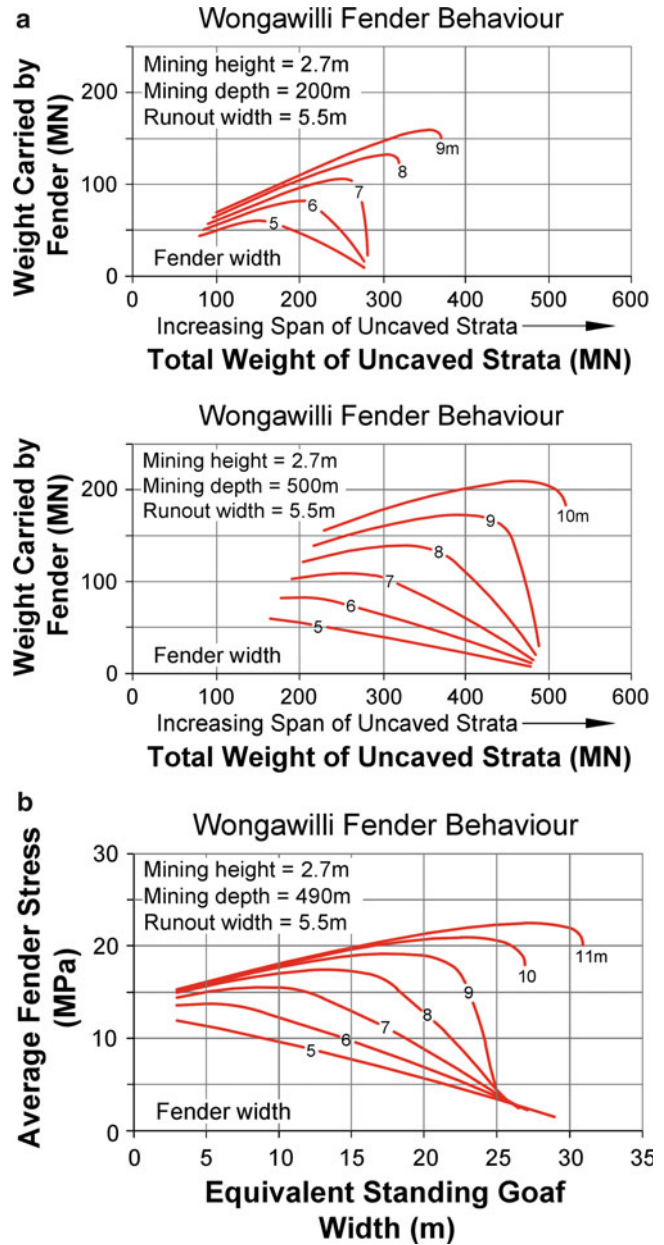 a
Wongawilli Fender Behaviour
Weight Carried by
Fender (MN)
200
100
0
Mining height = 2.7m
Mining depth = 200m
Runout width = 5.5m
9m
8
7
6
5
Fender width
0 100 200 300 400 500 600
Increasing Span of Uncaved Strata
Total Weight of Uncaved Strata (MN)
Wongawilli Fender Behaviour
Weight Carried by
Fender (MN)
200
100
0
Mining height = 2.7m
Mining depth = 500m
Runout width = 5.5m
10m
9
8
7
6
5
Fender width
0 100 200 300 400 500 600
Increasing Span of Uncaved Strata
Total Weight of Uncaved Strata (MN)
b
Wongawilli Fender Behaviour
Average Fender Stress
(MPa)
30
20
10
0
Mining height = 2.7m
Mining depth = 490m
Runout width = 5.5m
11m
10
9
8
7
6
5
Fender width
0 5 10 15 20 25 30 35
Equivalent Standing Goaf
Width (m)